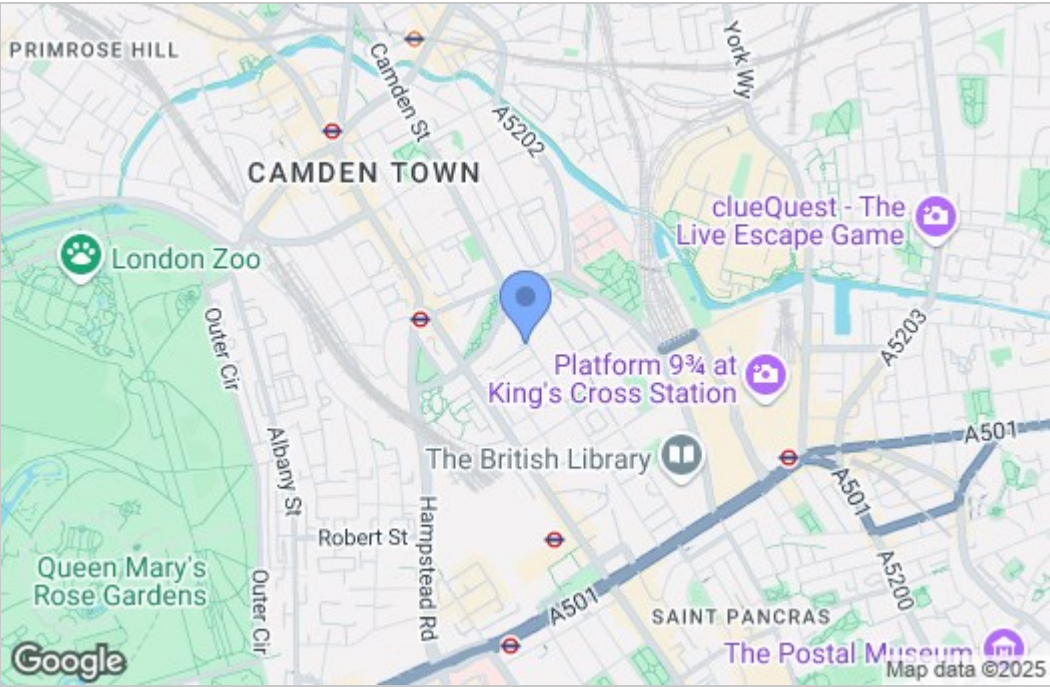 PRIMROSE HILL
Camden St
York Wy
A5202
CAMDEN TOWN
clueQuest - The
Live Escape Game
London Zoo
Outer Cir
A5203
Platform 9¾ at
King's Cross Station
A501
Albany St
The British Library
A501
Hampstead Rd
Robert St
Queen Mary's
Rose Gardens
Outer Cir
A5200
A501
SAINT PANCRAS
The Postal Museum
Google
Map data ©2025